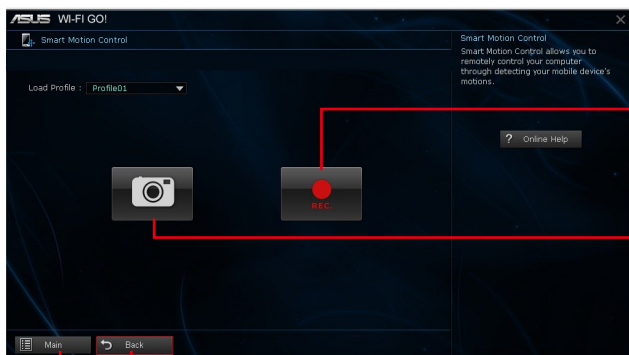 ASUS WI-FI GO!
Smart Motion Control
Load Profile : Profile01
REC.
Main
Back
Smart Motion Control
Smart Motion Control allows you to
remotely control your computer
through detecting your mobile device's
motions.
? Online Help